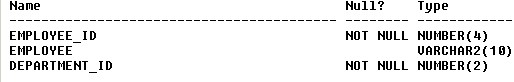 Name Null? Type
----------------------------------------- -------- ------------
EMPLOYEE_ID NOT NULL NUMBER(4)
EMPLOYEE VARCHAR2(10)
DEPARTMENT_ID NOT NULL NUMBER(2)